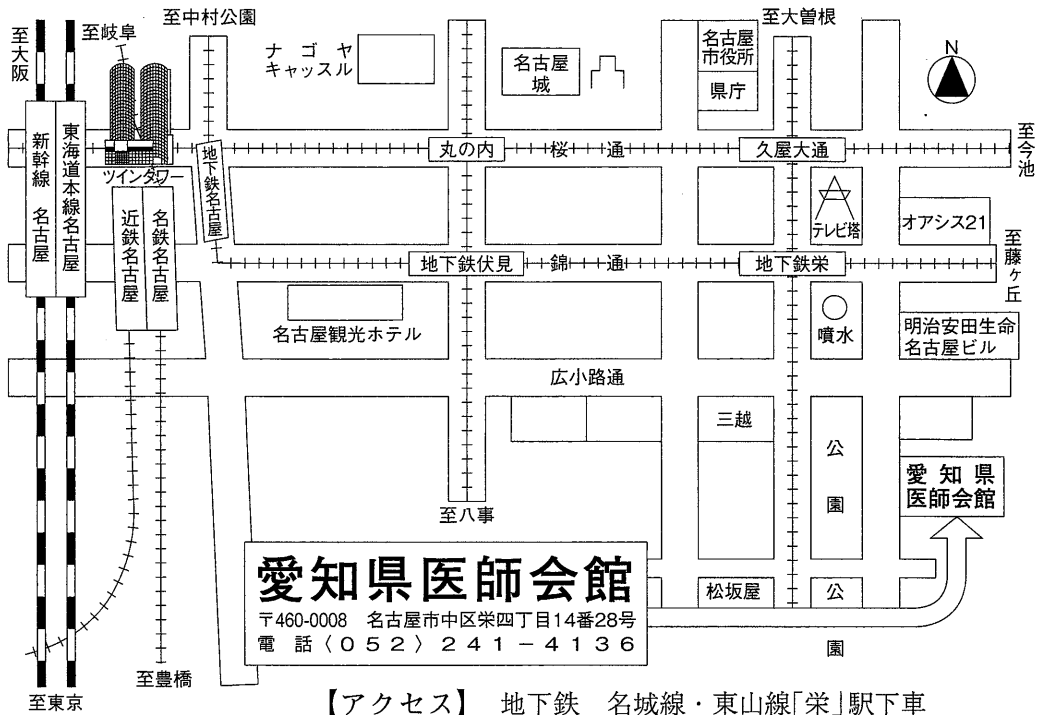 至中村公園
至大曽根
至大阪
至岐阜
ナゴヤ
キャッスル
名古屋
城
名古屋
市役所
県庁
N
新幹線 名古屋
東海道本線名古屋
ツインタワー
地下鉄名古屋
丸の内
桜通
久屋大通
至今池
近鉄名古屋
名鉄名古屋
テレビ塔
オアシス21
地下鉄伏見
錦通
地下鉄栄
至藤ヶ丘
名古屋観光ホテル
噴水
明治安田生命
名古屋ビル
広小路通
三越
公園
愛知県
医師会館
至八事
愛知県医師会館
〒460-0008 名古屋市中区栄四丁目14番28号
電話〈052〉241-4136
松坂屋
公園
至豊橋
至東京
【アクセス】 地下鉄 名城線・東山線「栄」駅下車